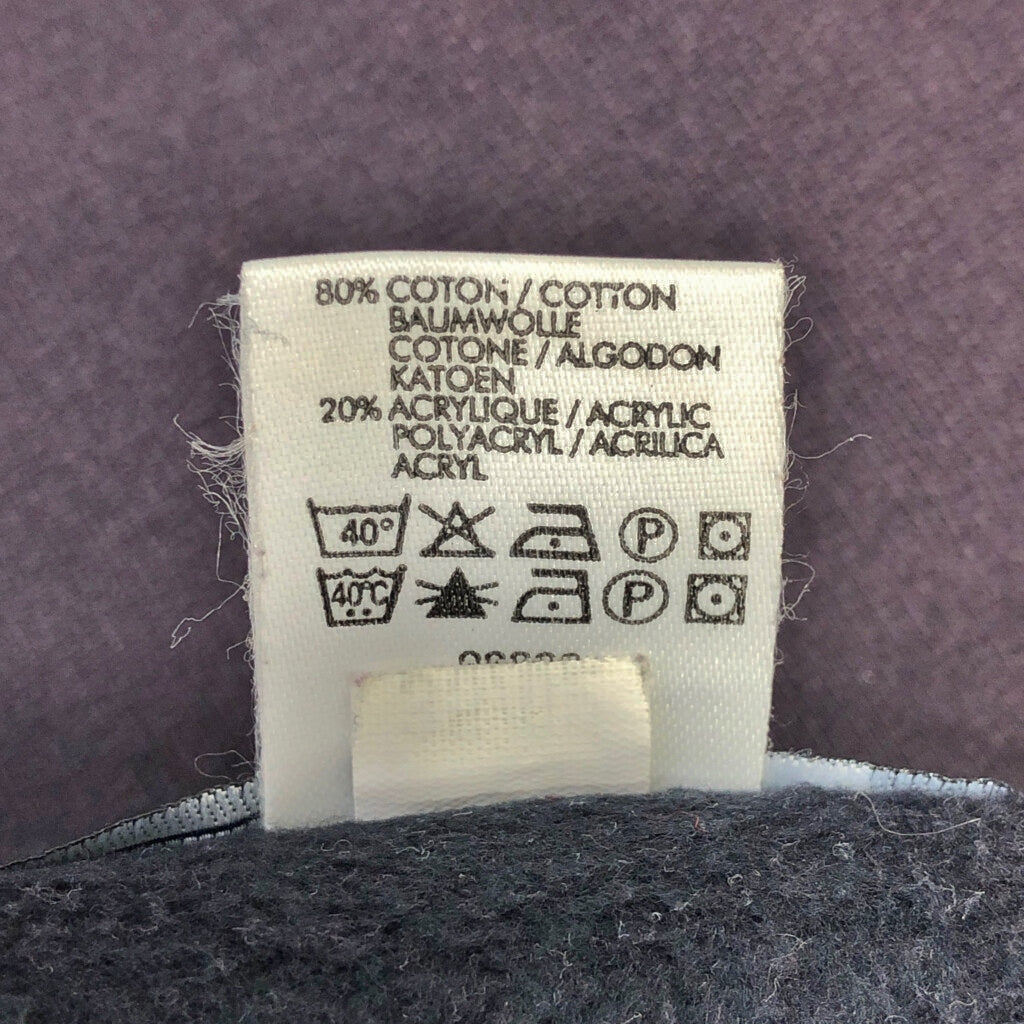 80% COTON / COTTON
BAUMWOLLE
COTONE / ALGODON
KATOEN
20% ACRYLIQUE / ACRYLIC
POLYACRYL / ACRILICA
ACRYL
40° P
40°C P